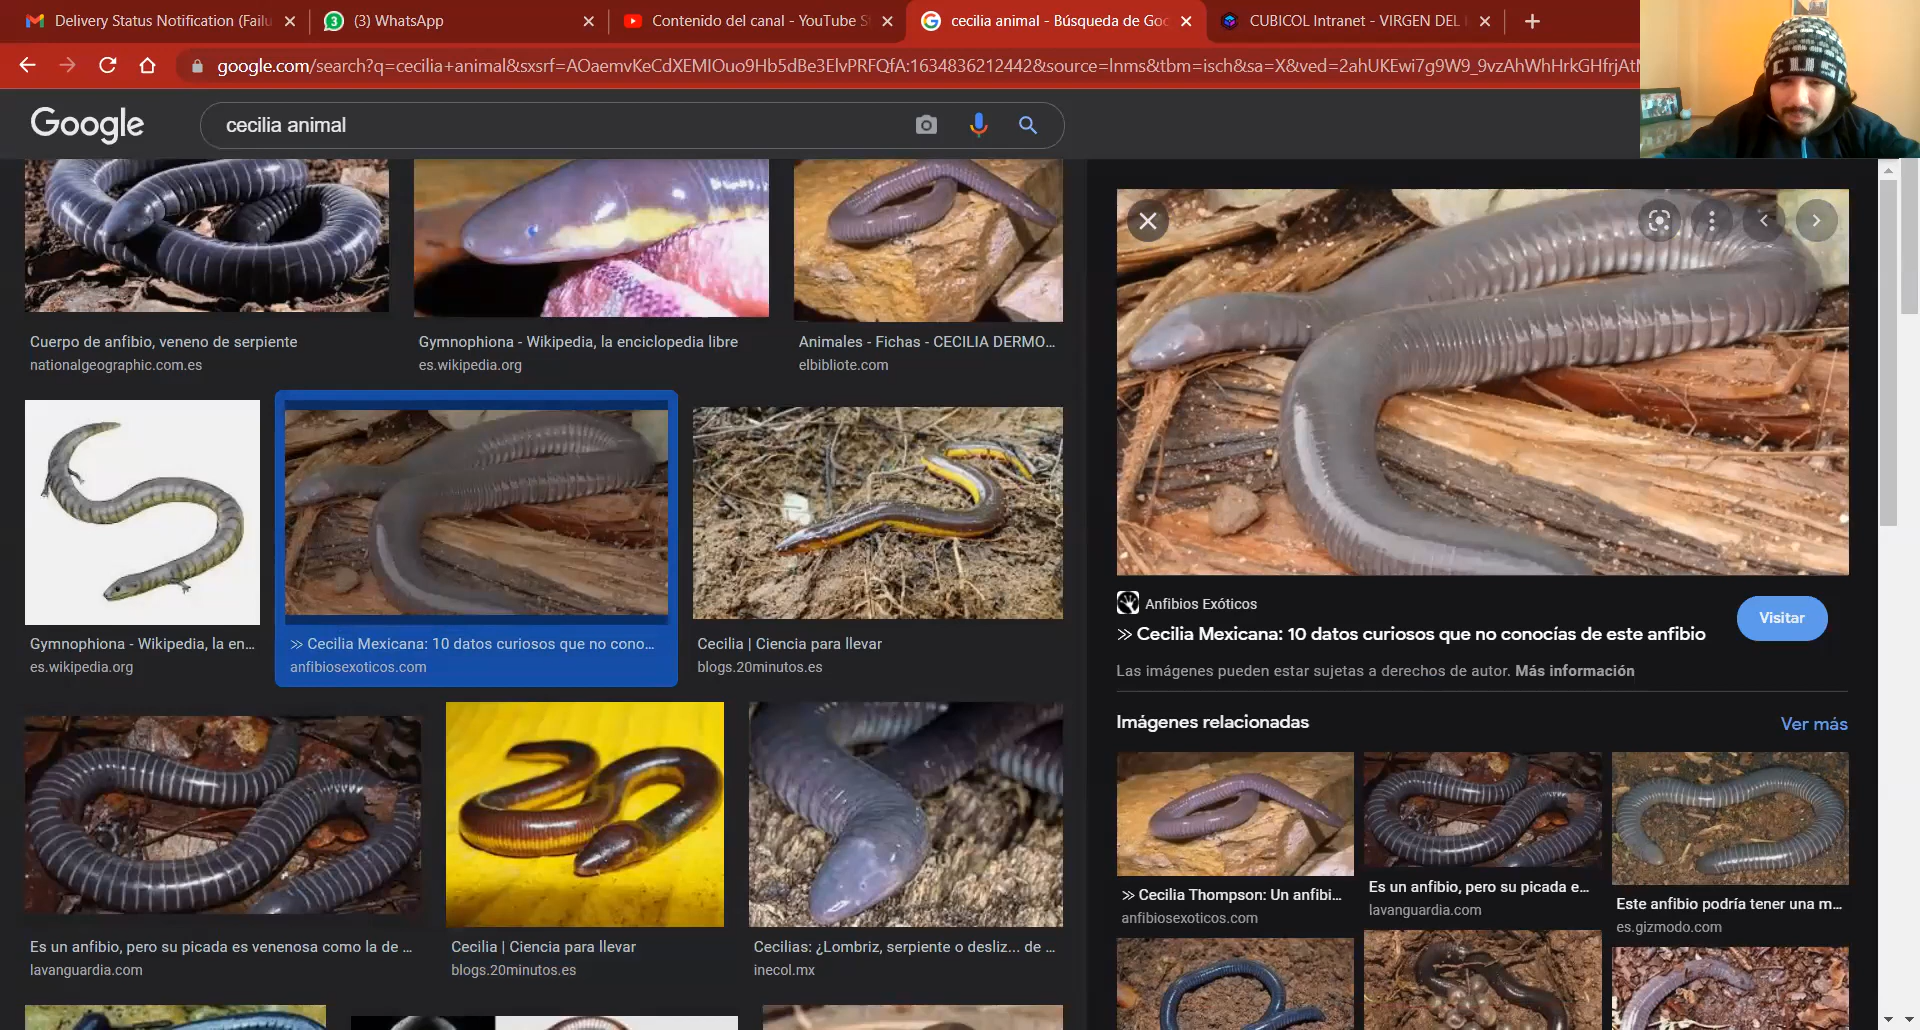 Delivery Status Notification (Failu
(3) WhatsApp
Contenido del canal - YouTube S
cecilia animal - Búsqueda de Goo
CUBICOL Intranet - VIRGEN DEL
google.com/search?q=cecilia+animal&sxsrf=AOaemvKeCdXEMIOuo9Hb5dBe3ElvPRFQfA:1634836212442&source=lnms&tbm=isch&sa=X&ved=2ahUKEwi7g9W9_9vzAhWhHrkGHfrjAtM
Google
cecilia animal
CUSC
Cuerpo de anfibio, veneno de serpiente
nationalgeographic.com.es
Gymnophiona - Wikipedia, la enciclopedia libre
es.wikipedia.org
Animales - Fichas - CECILIA DERMO...
elbibliote.com
Gymnophiona - Wikipedia, la en...
es.wikipedia.org
» Cecilia Mexicana: 10 datos curiosos que no cono...
anfibiosexoticos.com
Cecilia | Ciencia para llevar
blogs.20minutos.es
Es un anfibio, pero su picada es venenosa como la de ...
lavanguardia.com
Cecilia | Ciencia para llevar
blogs.20minutos.es
Cecilias: ¿Lombriz, serpiente o desliz... de ...
inecol.mx
Anfibios Exóticos
» Cecilia Mexicana: 10 datos curiosos que no conocías de este anfibio
Visitar
Las imágenes pueden estar sujetas a derechos de autor. Más información
Imágenes relacionadas
Ver más
» Cecilia Thompson: Un anfibi...
anfibiosexoticos.com
Es un anfibio, pero su picada e...
lavanguardia.com
Este anfibio podría tener una m...
es.gizmodo.com